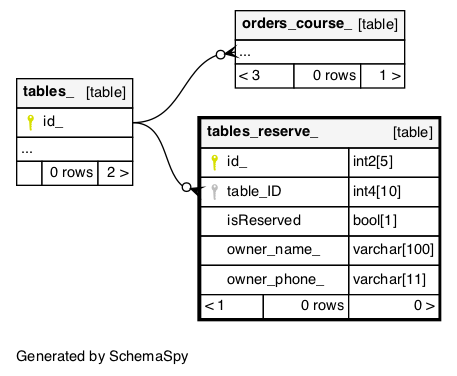 orders_course_ [table]
...
< 3 0 rows 1 >
tables_ [table]
id_
...
0 rows 2 >
tables_reserve_ [table]
id_ int2[5]
table_ID int4[10]
isReserved bool[1]
owner_name_ varchar[100]
owner_phone_ varchar[11]
< 1 0 rows 0 >
Generated by SchemaSpy